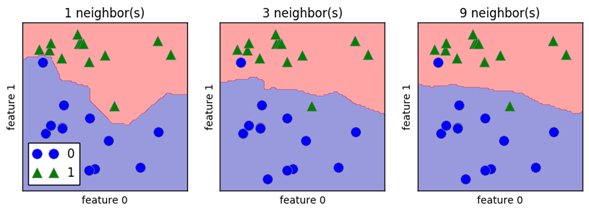 1 neighbor(s)
3 neighbor(s)
9 neighbor(s)
feature 1
feature 1
feature 1
0
1
feature 0
feature 0
feature 0